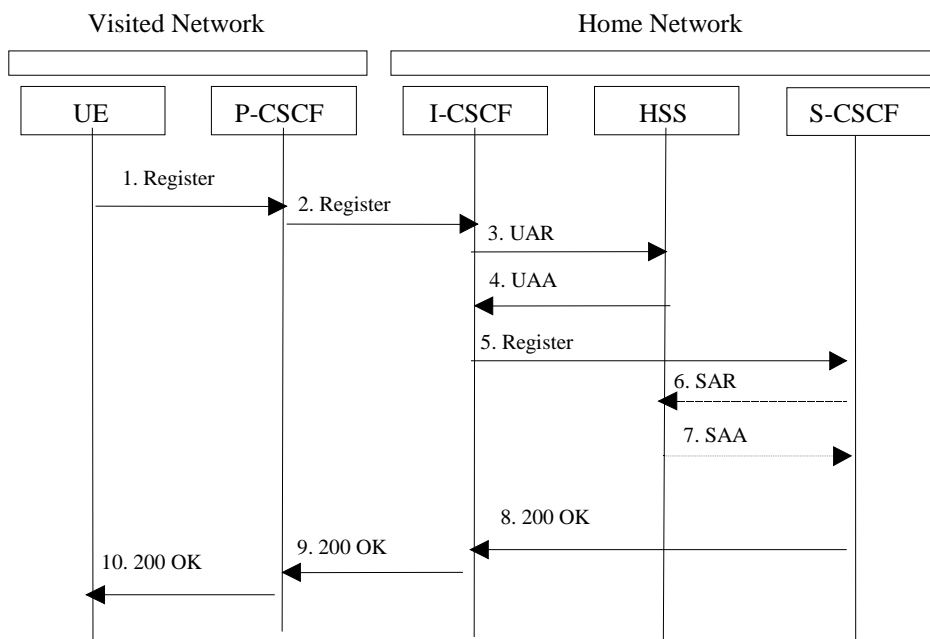 Visited Network
Home Network
UE
P-CSCF
I-CSCF
HSS
S-CSCF
1. Register
2. Register
3. UAR
4. UAA
5. Register
6. SAR
7. SAA
8. 200 OK
9. 200 OK
10. 200 OK